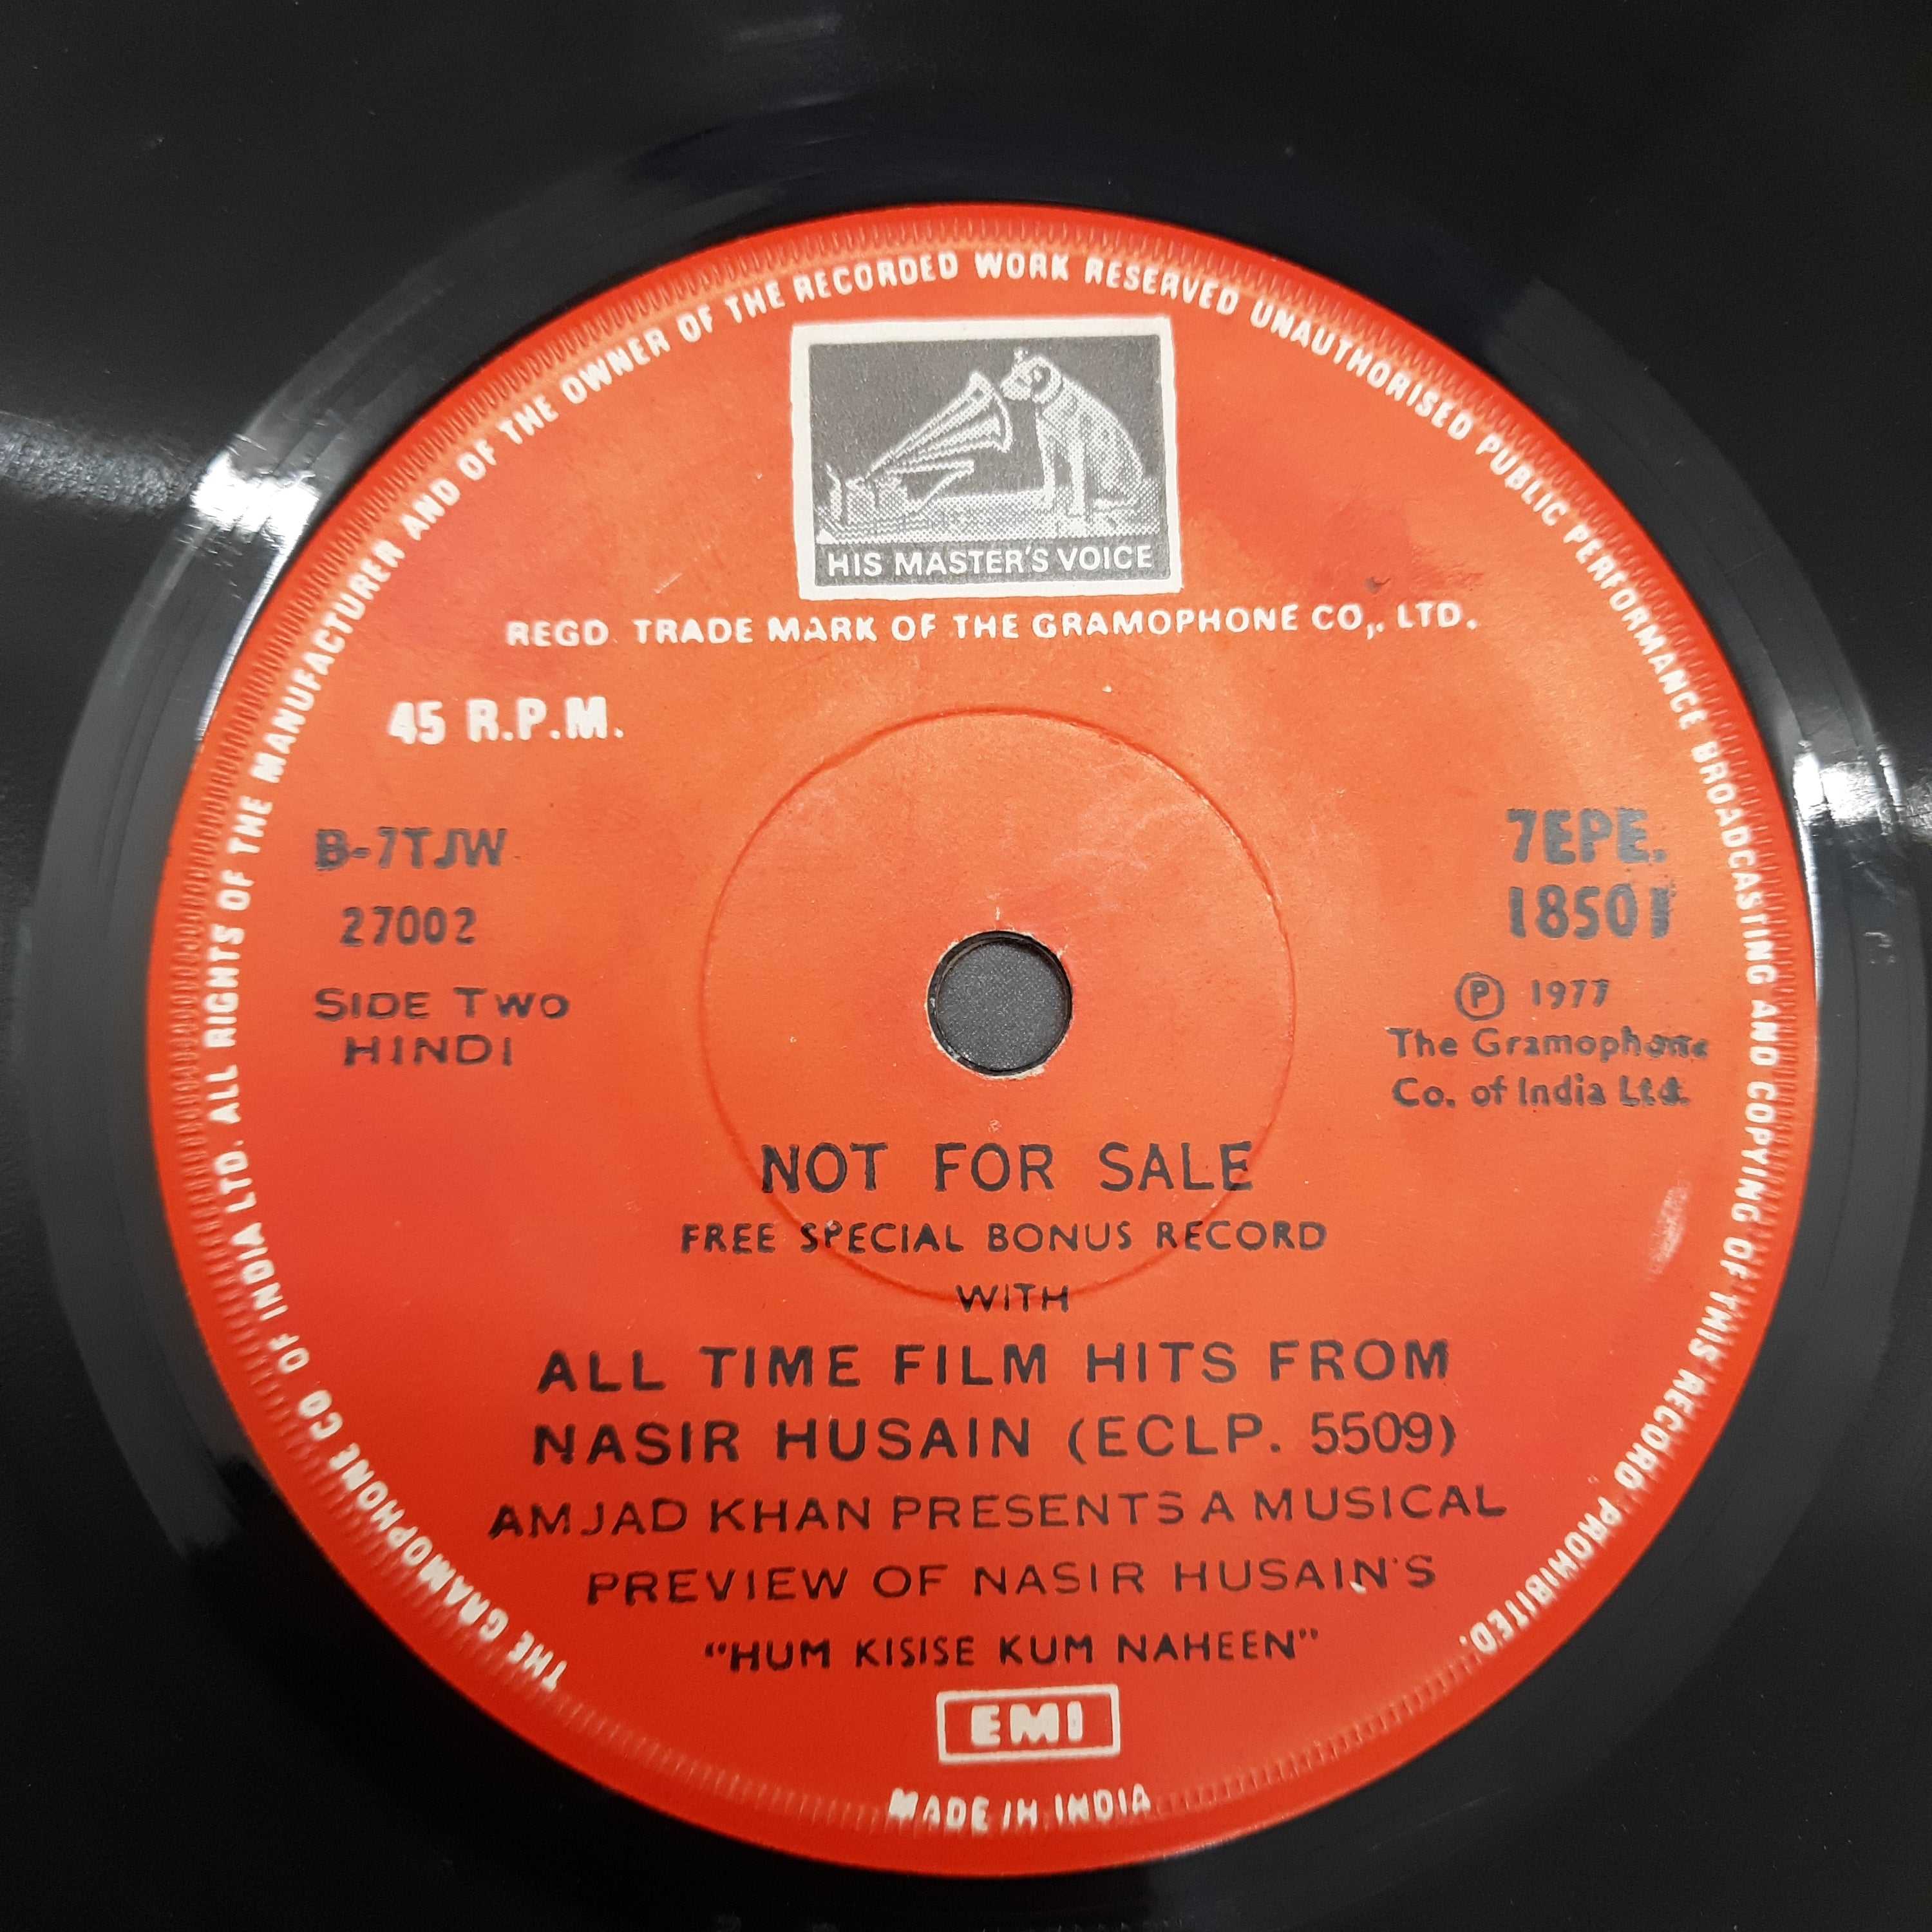 THE GRAMOPHONE CO OF INDIA LTD. ALL RIGHTS OF THE MANUFACTURER AND OF THE OWNER OF THE RECORDED WORK RESERVED UNAUTHORISED PUBLIC PERFORMANCE BROADCASTING AND COPYING OF THIS RECORD PROHIBITED.
HIS MASTER'S VOICE
REGD. TRADE MARK OF THE GRAMOPHONE CO,. LTD.
45 R.P.M.
B-7TJW
27002
SIDE TWO
HINDI
7EPE.
18501
Ⓟ 1977
The Gramophone
Co. of India Ltd.
NOT FOR SALE
FREE SPECIAL BONUS RECORD
WITH
ALL TIME FILM HITS FROM
NASIR HUSAIN (ECLP. 5509)
AMJAD KHAN PRESENTS A MUSICAL
PREVIEW OF NASIR HUSAIN'S
"HUM KISISE KUM NAHEEN"
EMI
MADE IN INDIA